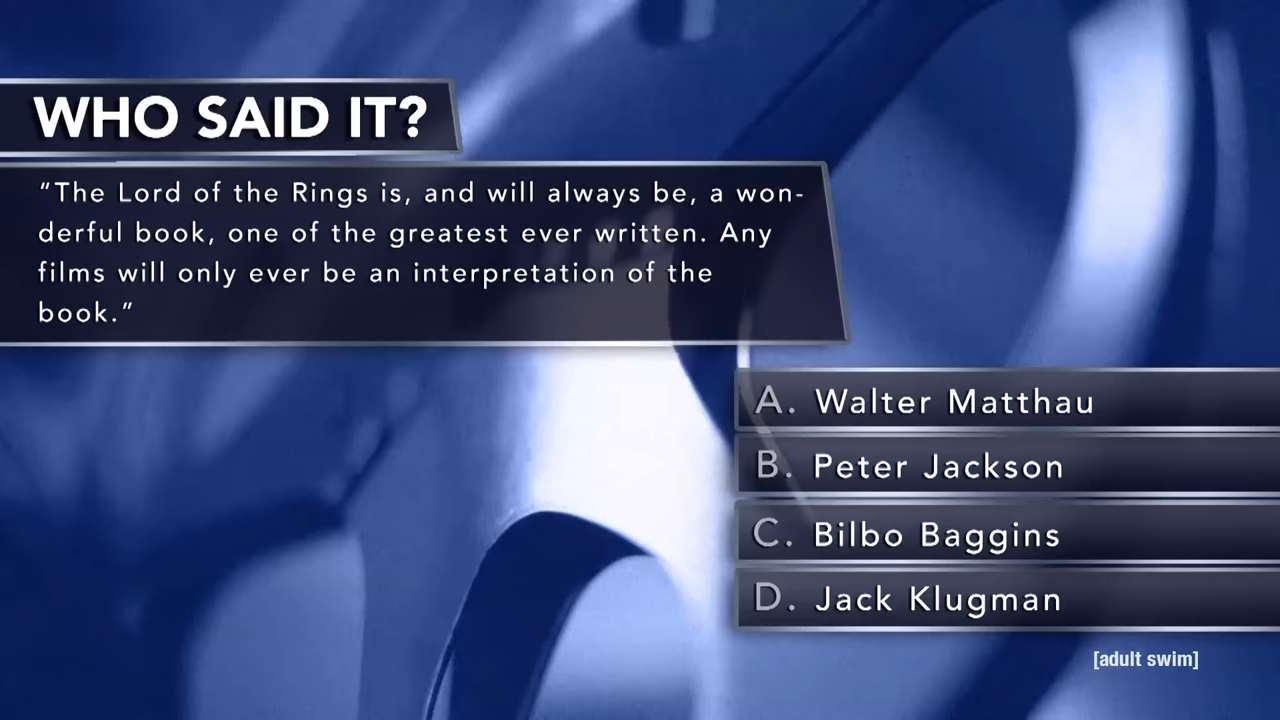 WHO SAID IT?
“The Lord of the Rings is, and will always be, a won-
derful book, one of the greatest ever written. Any
films will only ever be an interpretation of the
book.”
A. Walter Matthau
B. Peter Jackson
C. Bilbo Baggins
D. Jack Klugman
[adult swim]